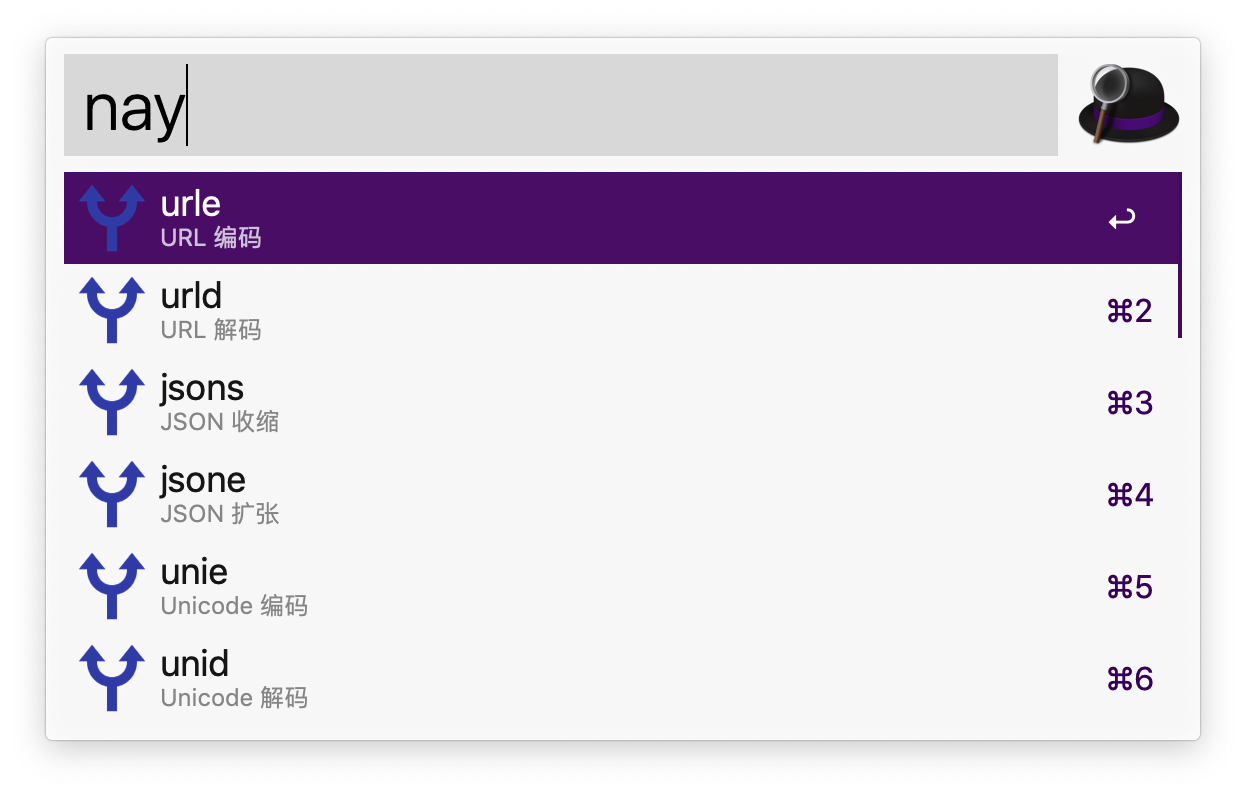 nay
urle
URL 编码
urld
⌘2
URL 解码
jsons
⌘3
JSON 收缩
jsone
⌘4
JSON 扩张
unie
⌘5
Unicode 编码
unid
⌘6
Unicode 解码